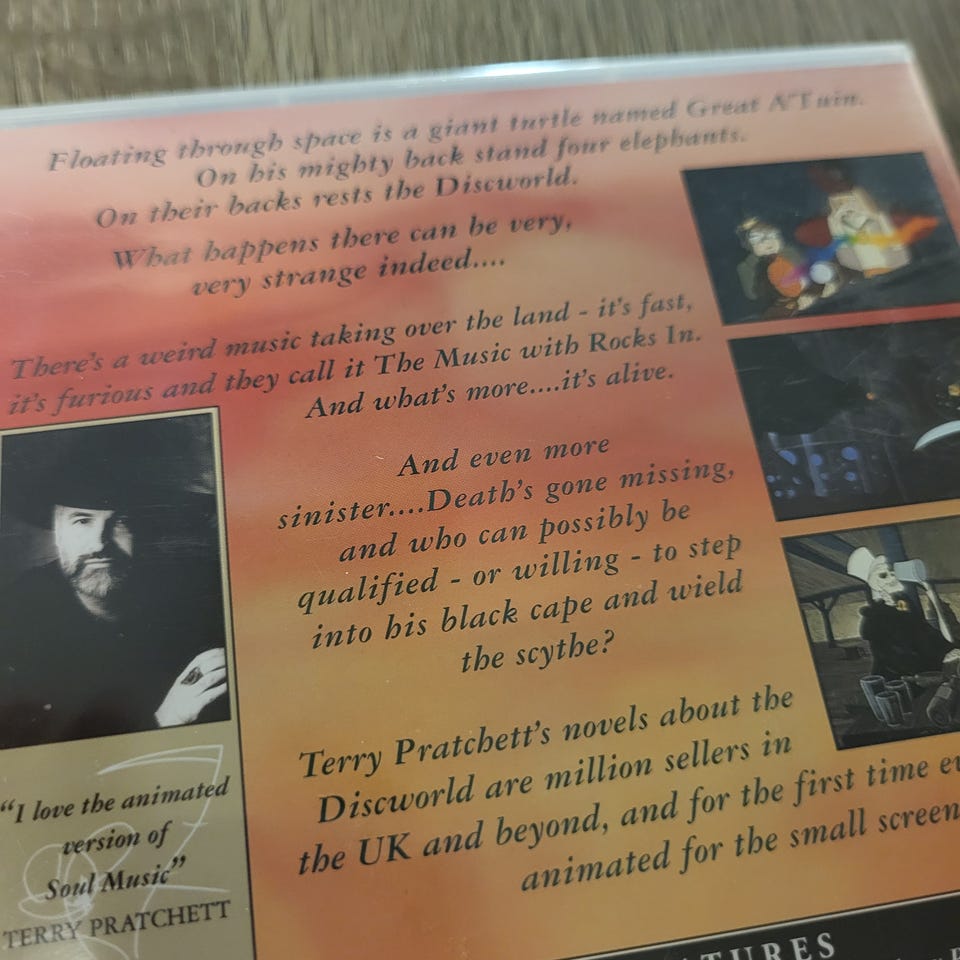 Floating through space is a giant turtle named Great A'Tuin.
On his mighty back stand four elephants.
On their backs rests the Discworld.
What happens there can be very,
very strange indeed....
There's a weird music taking over the land - it's fast,
it's furious and they call it The Music with Rocks In.
And what's more....it's alive.
And even more
sinister....Death's gone missing,
and who can possibly be
qualified - or willing - to step
into his black cape and wield
the scythe?
Terry Pratchett's novels about the
Discworld are million sellers in
the UK and beyond, and for the first time
animated for the small screen
"I love the animated
version of
Soul Music"
TERRY PRATCHETT